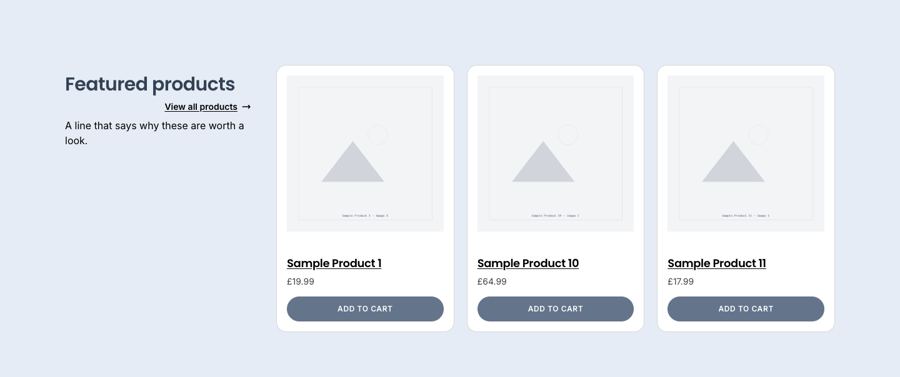 Featured products
View all products →
A line that says why these are worth a
look.
Sample Product 1
£19.99
ADD TO CART
Sample Product 10
£64.99
ADD TO CART
Sample Product 11
£17.99
ADD TO CART